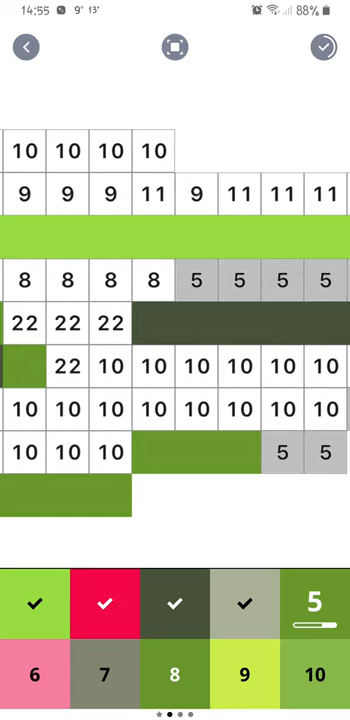 14:55 9° 13° 88%
10 10 10 10
9 9 9 11 9 11 11 11
8 8 8 8 5 5 5 5
22 22 22
22 10 10 10 10 10 10
10 10 10 10 10 10 10 10
10 10 10 5 5
5
6 7 8 9 10